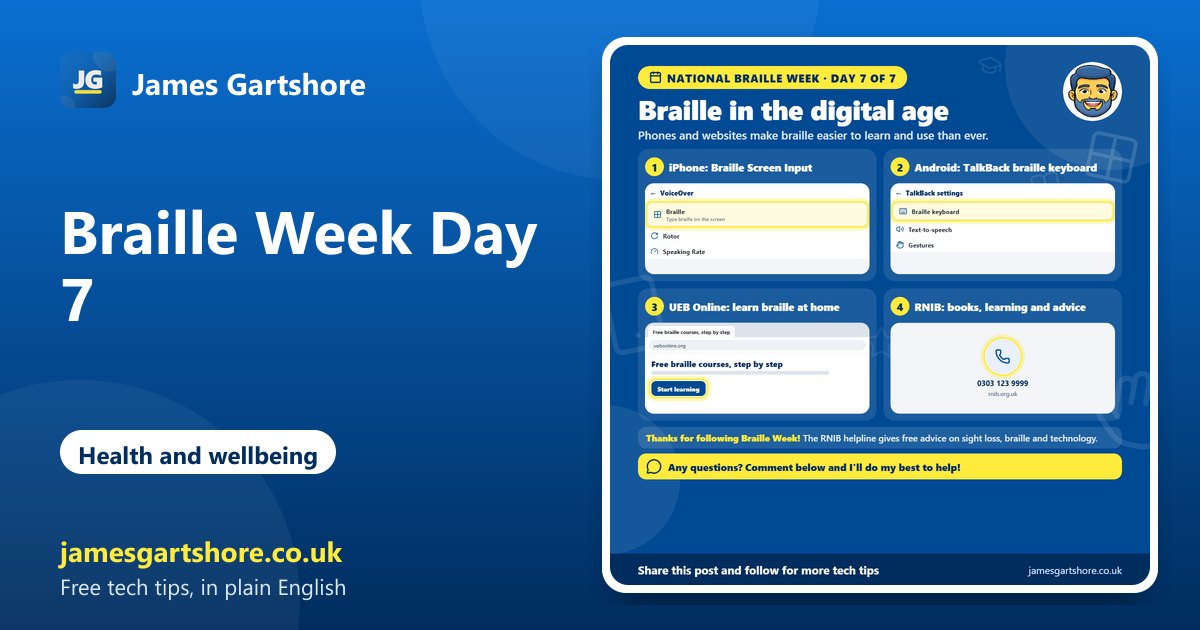 JG
James Gartshore
Braille Week Day
7
Health and wellbeing
jamesgartshore.co.uk
Free tech tips, in plain English
NATIONAL BRAILLE WEEK · DAY 7 OF 7
Braille in the digital age
Phones and websites make braille easier to learn and use than ever.
1 iPhone: Braille Screen Input
← VoiceOver
Braille
Type braille on the screen
Rotor
Speaking Rate
2 Android: TalkBack braille keyboard
← TalkBack settings
Braille keyboard
Text-to-speech
Gestures
3 UEB Online: learn braille at home
Free braille courses, step by step
uebonline.org
Free braille courses, step by step
Start learning
4 RNIB: books, learning and advice
0303 123 9999
rnib.org.uk
Thanks for following Braille Week! The RNIB helpline gives free advice on sight loss, braille and technology.
Any questions? Comment below and I'll do my best to help!
Share this post and follow for more tech tips
jamesgartshore.co.uk